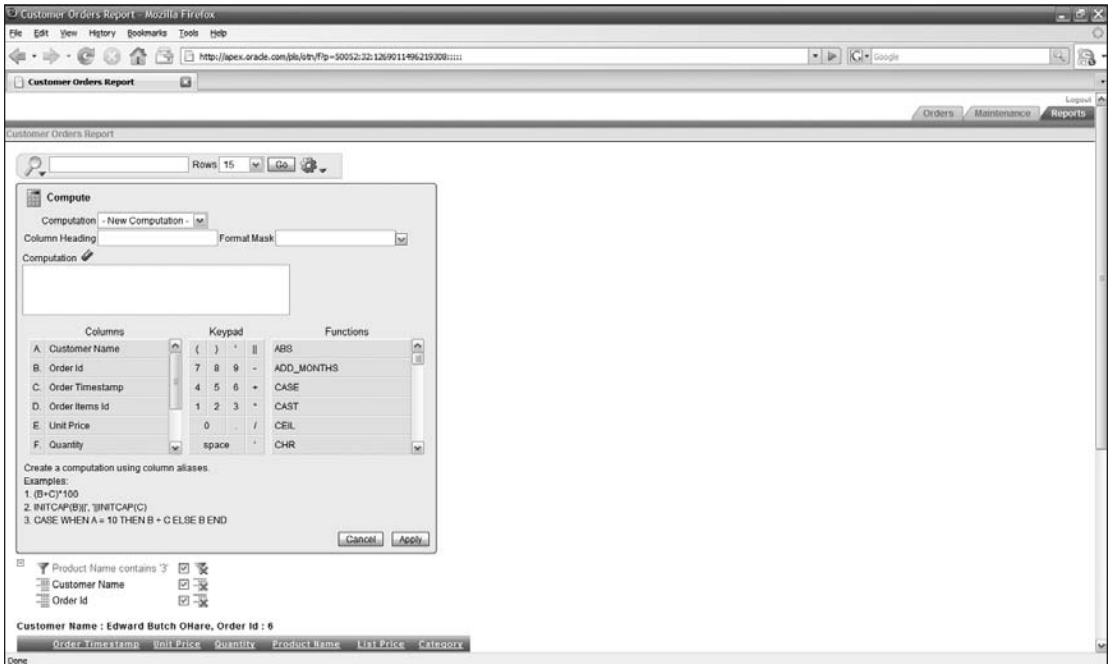 Customer Orders Report - Mozilla Firefox
File Edit View History Bookmarks Tools Help
http://apex.oracle.com/pls/otn/f?p=50052:32:1269011496219308:::::
Google
Customer Orders Report
Logout
Orders Maintenance Reports
Customer Orders Report
Rows 15 Go
Compute
Computation - New Computation -
Column Heading Format Mask
Computation
Columns Keypad Functions
A. Customer Name ( ) ' || ABS
B. Order Id 7 8 9 - ADD_MONTHS
C. Order Timestamp 4 5 6 + CASE
D. Order Items Id 1 2 3 * CAST
E. Unit Price 0 . / CEIL
F. Quantity space ' CHR
Create a computation using column aliases.
Examples:
1. (B+C)*100
2. INITCAP(B)||', '||INITCAP(C)
3. CASE WHEN A = 10 THEN B + C ELSE B END
Cancel Apply
Product Name contains '3'
Customer Name
Order Id
Customer Name : Edward Butch OHare, Order Id : 6
Order Timestamp Unit Price Quantity Product Name List Price Category
Done